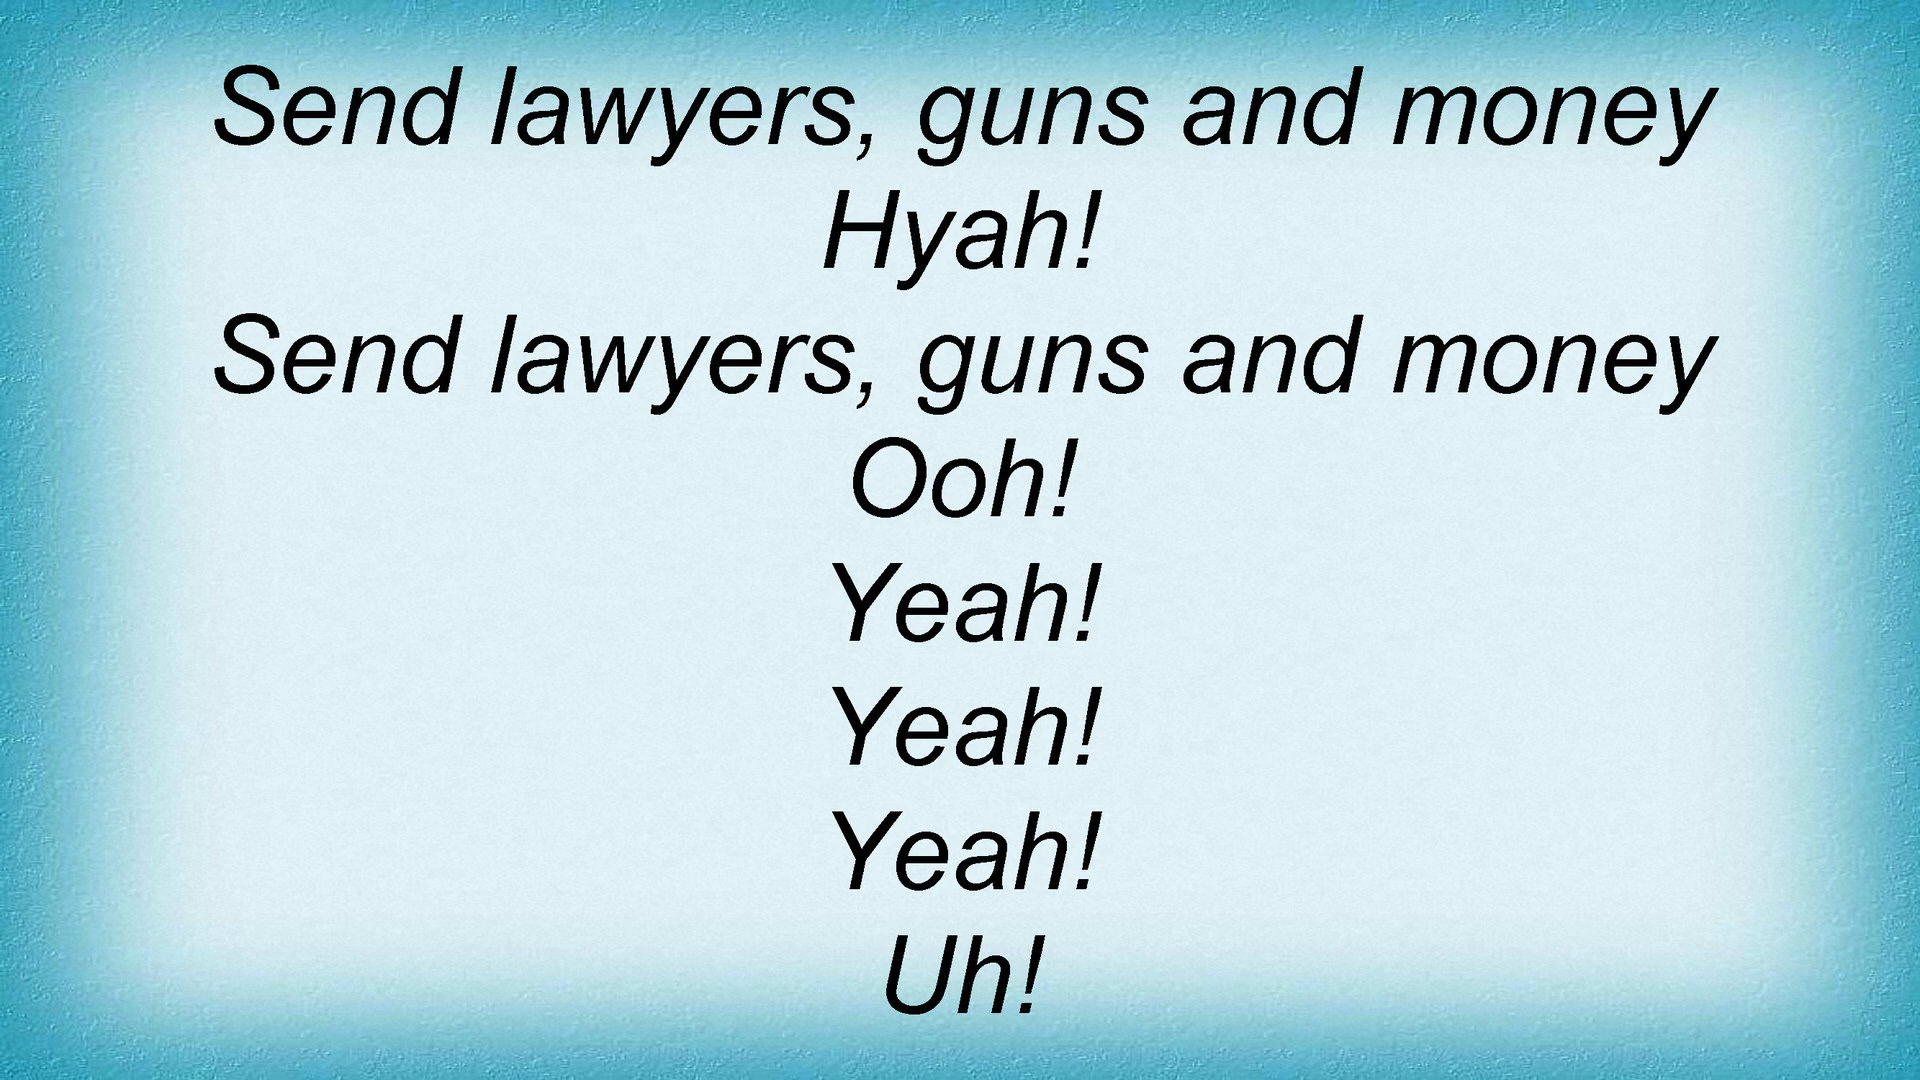 Send lawyers, guns and money
Hyah!
Send lawyers, guns and money
Ooh!
Yeah!
Yeah!
Yeah!
Uh!